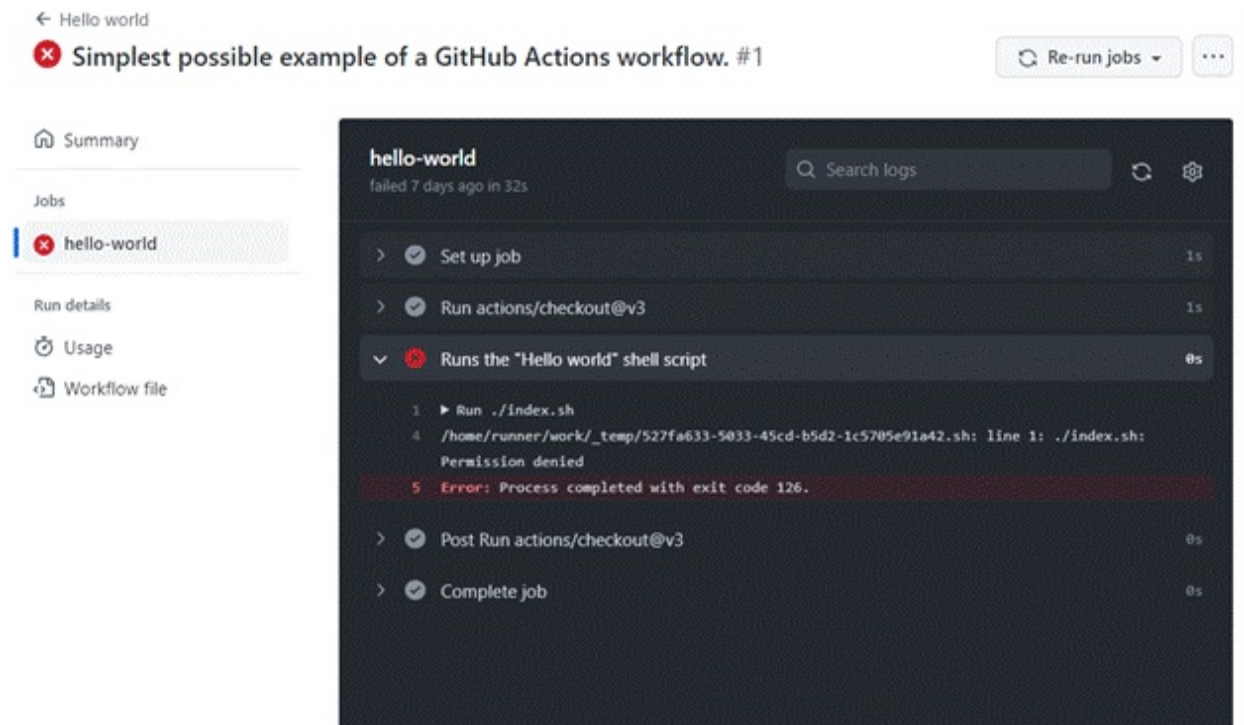 ← Hello world
Simplest possible example of a GitHub Actions workflow. #1
Re-run jobs
...
Summary
Jobs
hello-world
Run details
Usage
Workflow file
hello-world
failed 7 days ago in 32s
Search logs
Set up job 1s
Run actions/checkout@v3 1s
Runs the "Hello world" shell script 0s
1 ▶ Run ./index.sh
4 /home/runner/work/_temp/527fa633-5033-45cd-b5d2-1c5705e91a42.sh: line 1: ./index.sh:
Permission denied
5 Error: Process completed with exit code 126.
Post Run actions/checkout@v3 0s
Complete job 0s